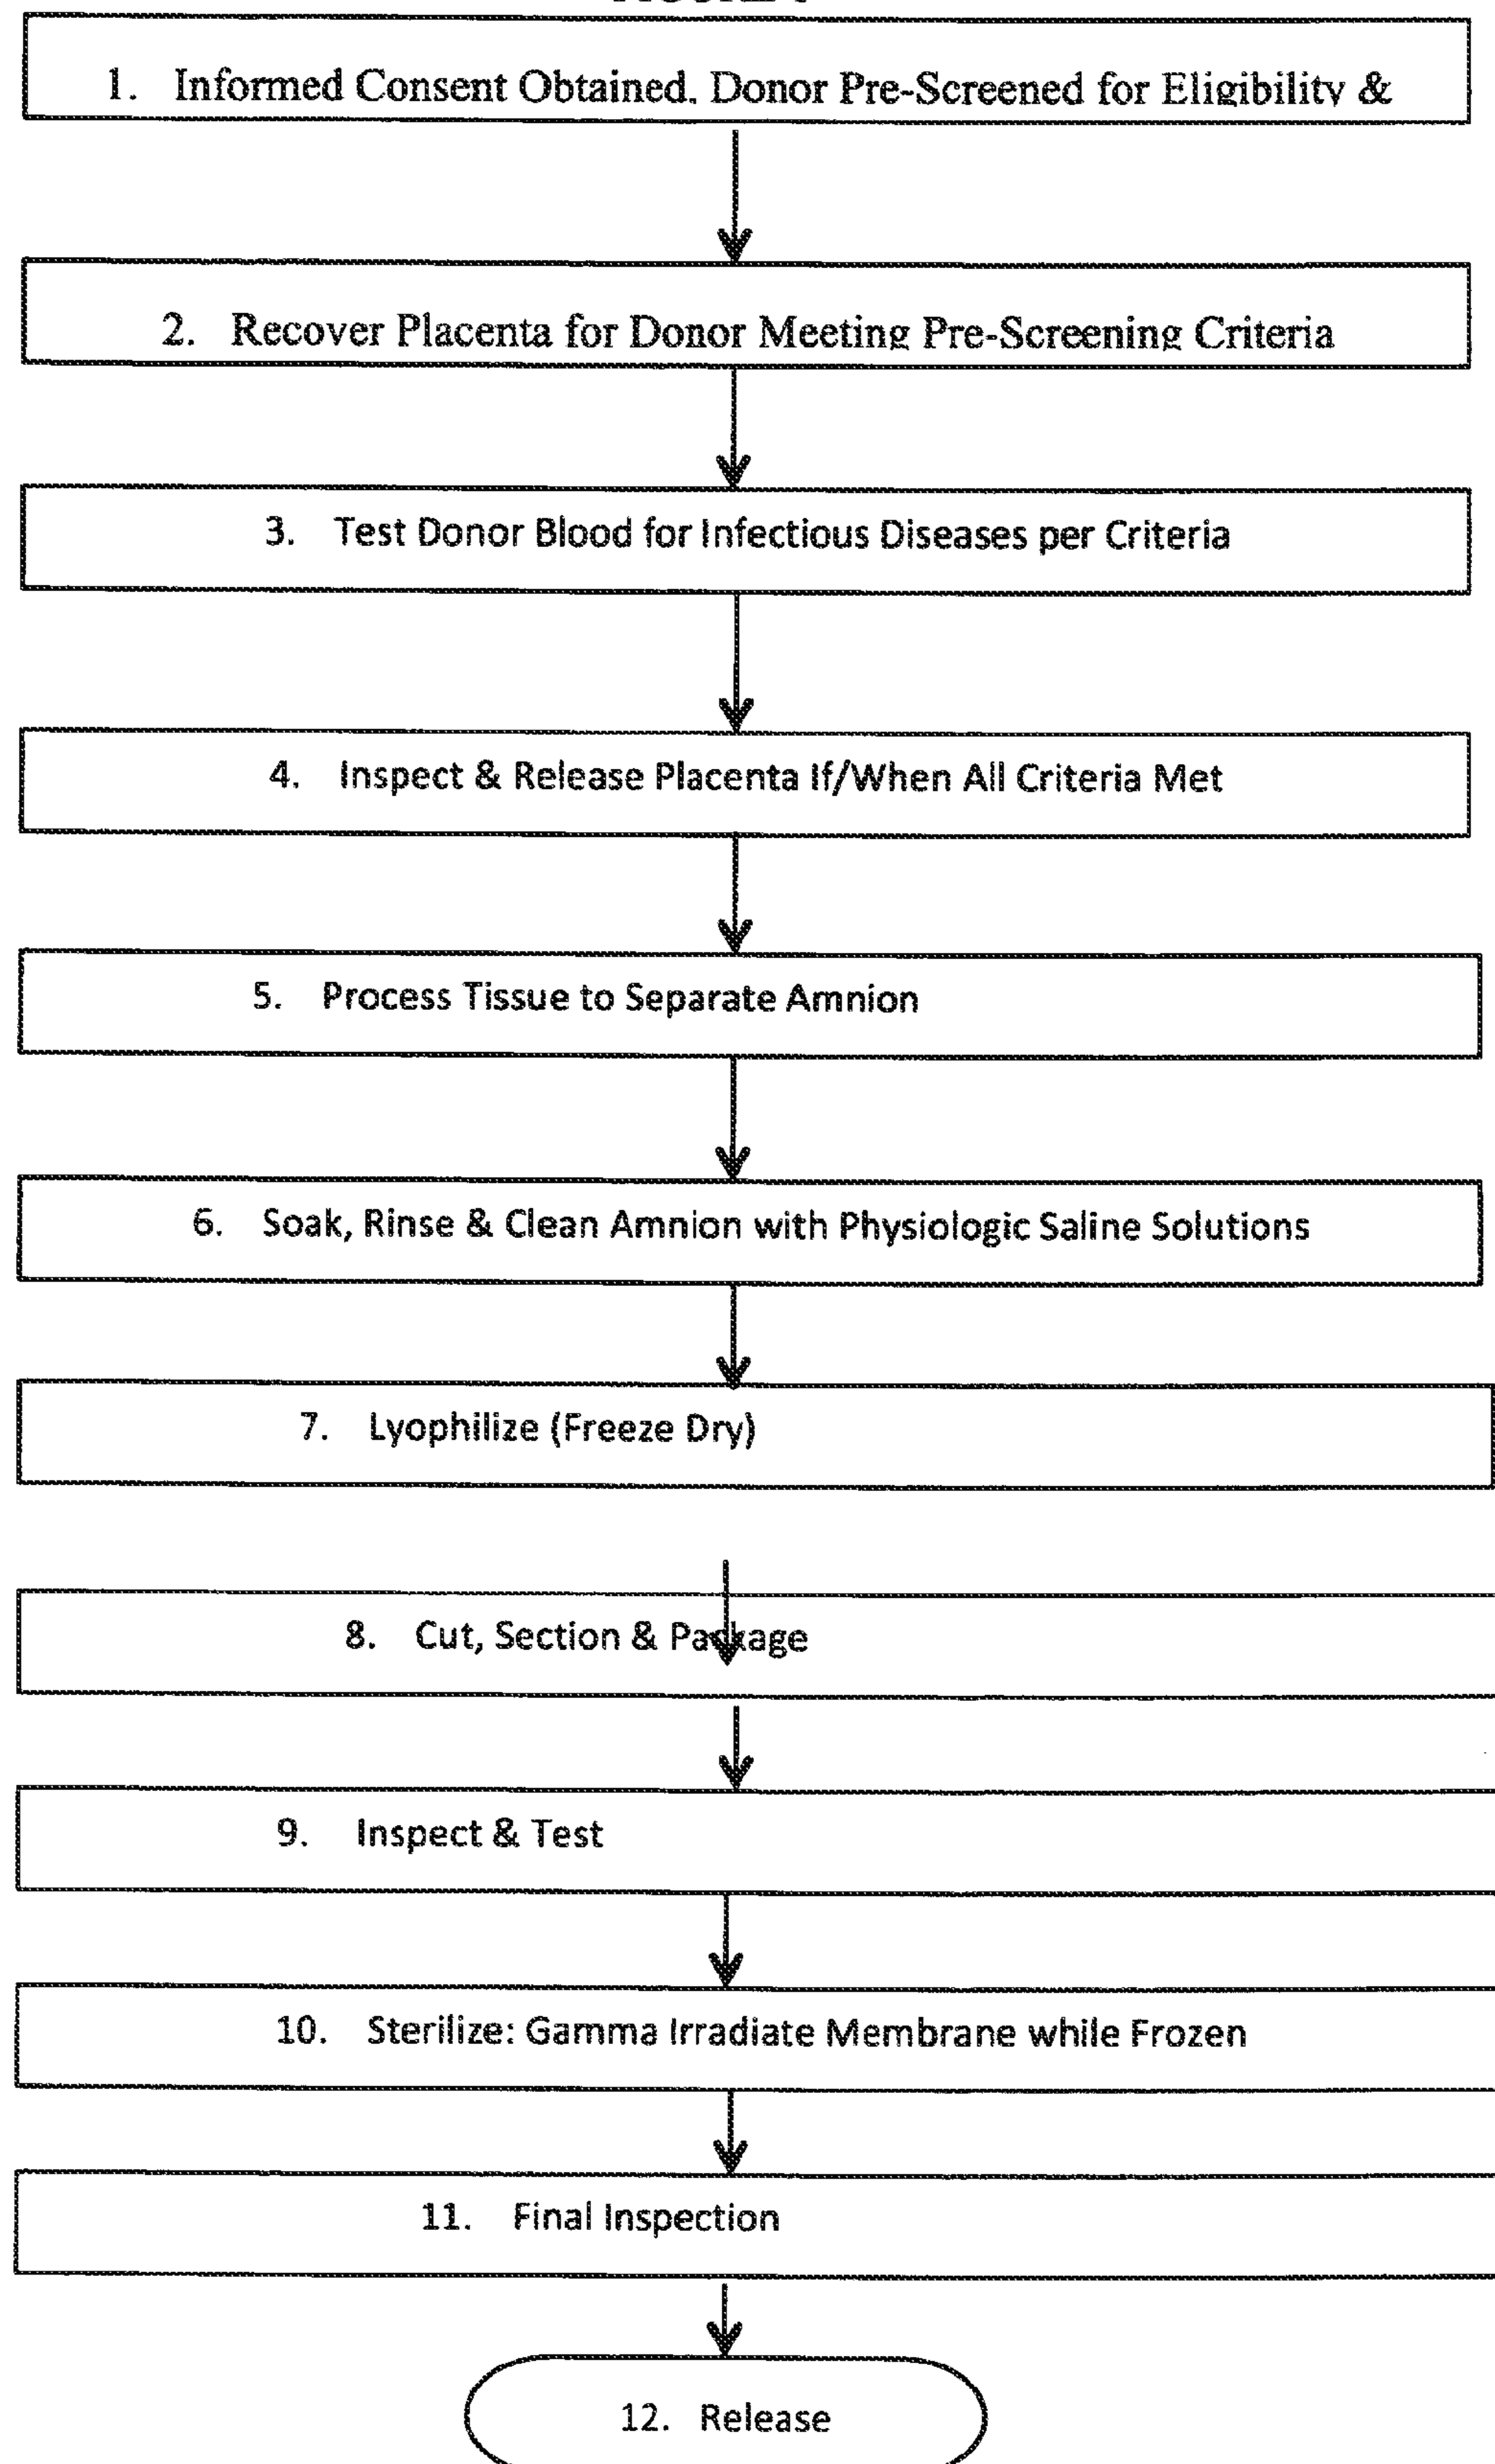 1. Informed Consent Obtained, Donor Pre-Screened for Eligibility &
2. Recover Placenta for Donor Meeting Pre-Screening Criteria
3. Test Donor Blood for Infectious Diseases per Criteria
4. Inspect & Release Placenta If/When All Criteria Met
5. Process Tissue to Separate Amnion
6. Soak, Rinse & Clean Amnion with Physiologic Saline Solutions
7. Lyophilize (Freeze Dry)
8. Cut, Section & Package
9. Inspect & Test
10. Sterilize: Gamma Irradiate Membrane while Frozen
11. Final Inspection
12. Release